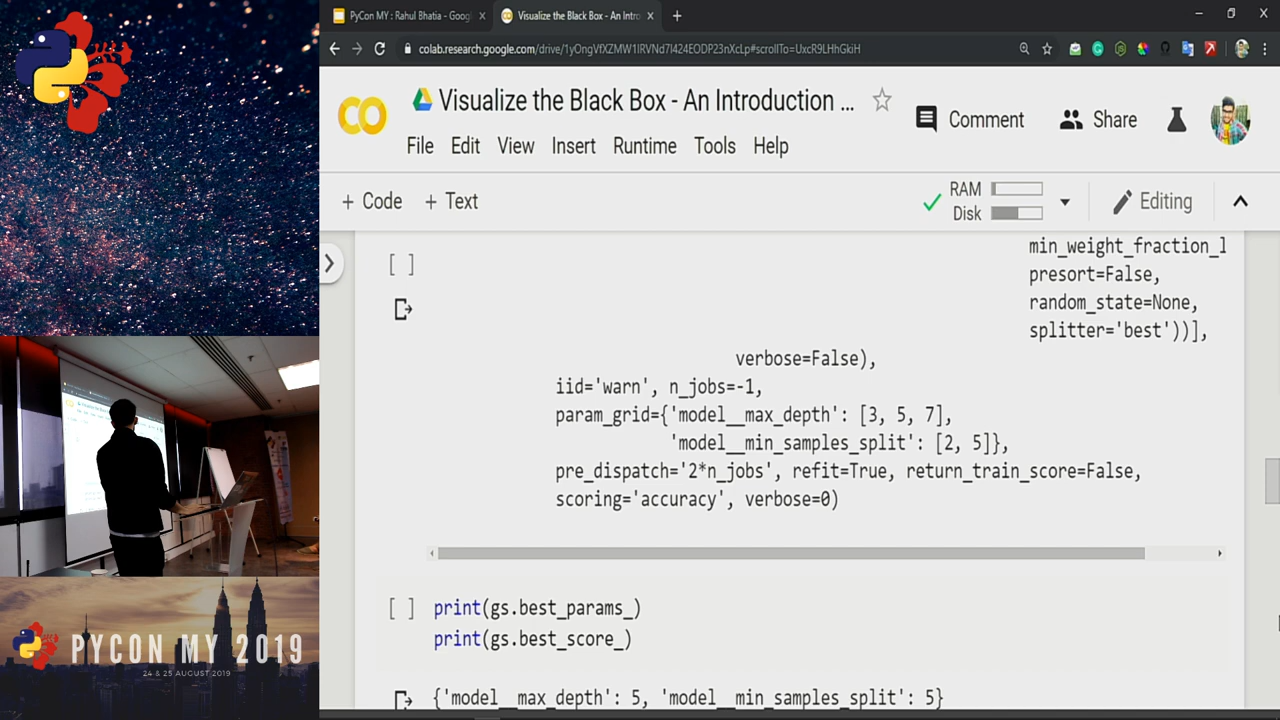 PyCon MY : Rahul Bhatia - Googl
Visualize the Black Box - An Intro
colab.research.google.com/drive/1yOngVfXZMW1lRVNd7l424EODP23nXcLp#scrollTo=UxcR9LHhGkiH
Visualize the Black Box - An Introduction ...
Comment
Share
File Edit View Insert Runtime Tools Help
+ Code + Text
RAM
Disk
Editing
min_weight_fraction_l
[ ]
presort=False,
random_state=None,
splitter='best'))],
verbose=False),
iid='warn', n_jobs=-1,
param_grid={'model__max_depth': [3, 5, 7],
'model__min_samples_split': [2, 5]},
pre_dispatch='2*n_jobs', refit=True, return_train_score=False,
scoring='accuracy', verbose=0)
[ ] print(gs.best_params_)
print(gs.best_score_)
{'model__max_depth': 5, 'model__min_samples_split': 5}
PYCON MY 2019
24 & 25 AUGUST 2019